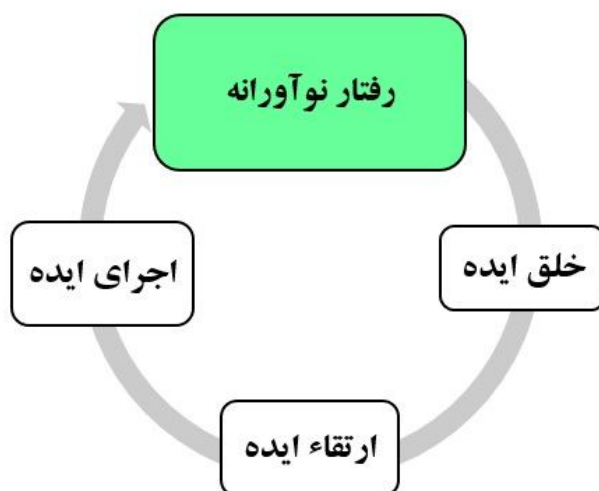 رفتار نوآورانه
خلق ایده
ارتقاء ایده
اجرای ایده